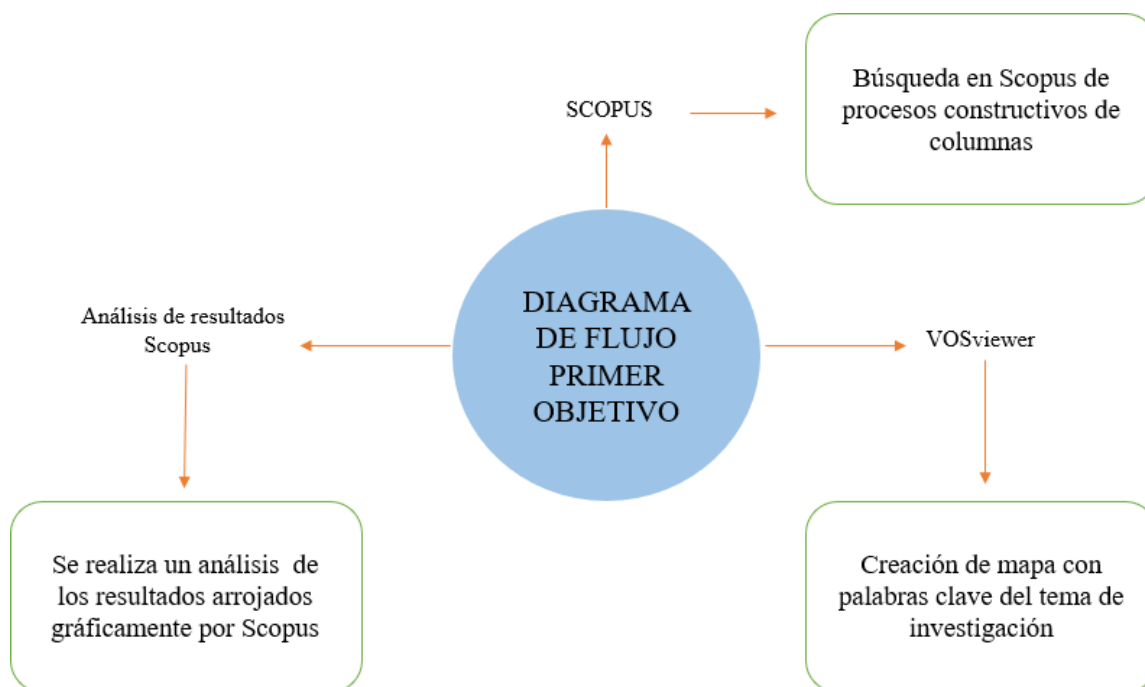 SCOPUS
Búsqueda en Scopus de
procesos constructivos de
columnas
DIAGRAMA
DE FLUJO
PRIMER
OBJETIVO
Análisis de resultados
Scopus
VOSviewer
Se realiza un análisis de
los resultados arrojados
gráficamente por Scopus
Creación de mapa con
palabras clave del tema de
investigación